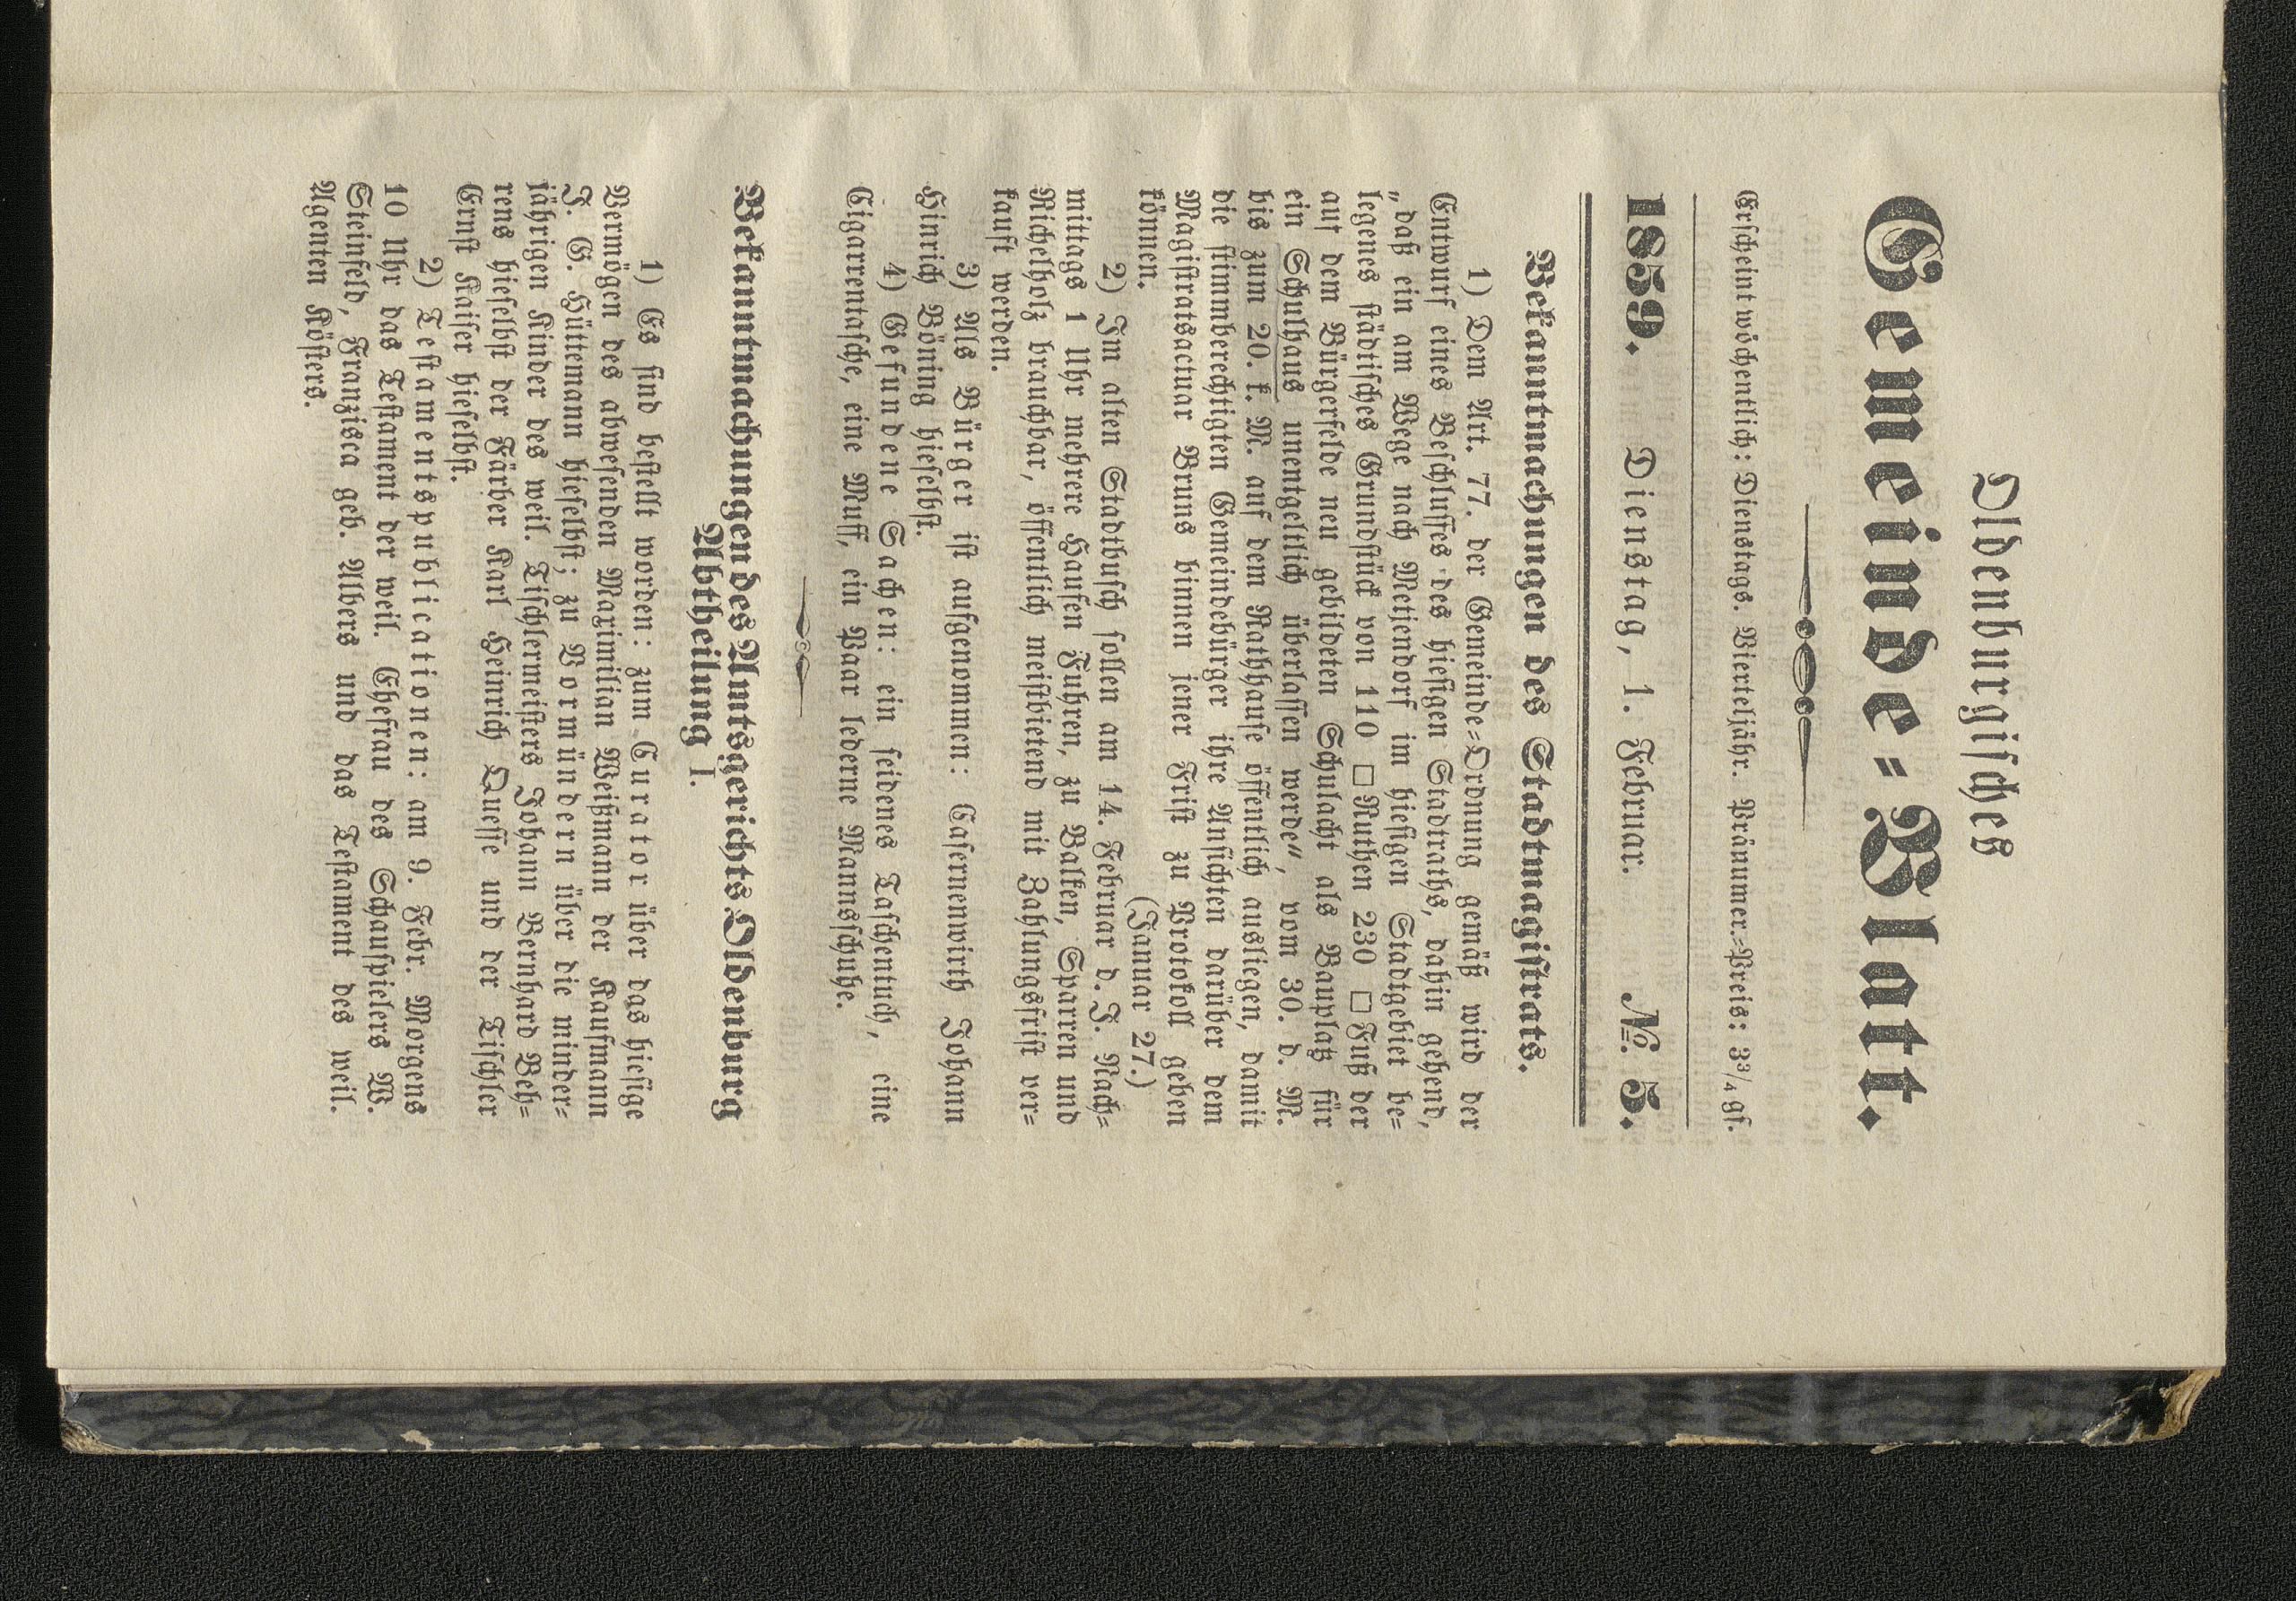 Oldenburgisches
Gemeinde-Blatt.
Erscheint wöchentlich: Dienstags. Vierteljähr. Pränumer.-Preis: 3¾ gſ.
1859. Dienstag, 1. Februar. №. 5.
Bekanntmachungen des Stadtmagiſtrats.
1) Dem Art. 77. der Gemeinde-Ordnung gemäß wird der
Entwurf eines Beſchluſſes des hieſigen Stadtraths, dahin gehend,
„daß ein am Wege nach Metjendorf im hieſigen Stadtgebiet be-
legenes ſtädtiſches Grundſtück von 110 □Ruthen 230 □Fuß der
auf dem Bürgerfelde neu gebildeten Schulacht als Bauplatz für
ein Schulhaus unentgeltlich überlaſſen werde“, vom 30. d. M.
bis zum 20. k. M. auf dem Rathhauſe öffentlich ausliegen, damit
die ſtimmberechtigten Gemeindebürger ihre Anſichten darüber dem
Magiſtratsactuar Bruns binnen jener Friſt zu Protokoll geben
können. (Januar 27.)
2) Im alten Stadtbuſch ſollen am 14. Februar d. J. Nach-
mittags 1 Uhr mehrere Haufen Fuhren, zu Balken, Sparren und
Richelholz brauchbar, öffentlich meiſtbietend mit Zahlungsfriſt ver-
kauft werden.
3) Als Bürger iſt aufgenommen: Caſernenwirth Johann
Hinrich Böning hieſelbſt.
4) Gefundene Sachen: ein ſeidenes Taſchentuch, eine
Cigarrentaſche, eine Muff, ein Paar lederne Mannsſchuhe.
Bekanntmachungen des Amtsgerichts Oldenburg
Abtheilung I.
1) Es ſind beſtellt worden: zum Curator über das hieſige
Vermögen des abweſenden Maximilian Weißmann der Kaufmann
J. G. Hüttemann hieſelbſt; zu Vormündern über die minder-
jährigen Kinder des weil. Tiſchlermeiſters Johann Bernhard Beh-
rens hieſelbſt der Färber Karl Heinrich Queſſe und der Tiſchler
Ernſt Kaiſer hieſelbſt.
2) Teſtamentspublicationen: am 9. Febr. Morgens
10 Uhr das Teſtament der weil. Ehefrau des Schauſpielers W.
Steinfeld, Franzisca geb. Albers und das Teſtament des weil.
Agenten Köſters.